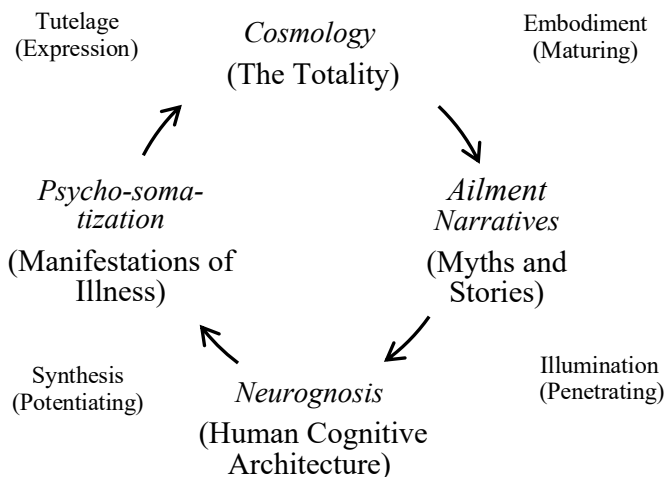 Tutelage
(Expression)
Cosmology
(The Totality)
Embodiment
(Maturing)
Psycho-soma-
tization
(Manifestations of
Illness)
Ailment
Narratives
(Myths and
Stories)
Synthesis
(Potentiating)
Neurognosis
(Human Cognitive
Architecture)
Illumination
(Penetrating)